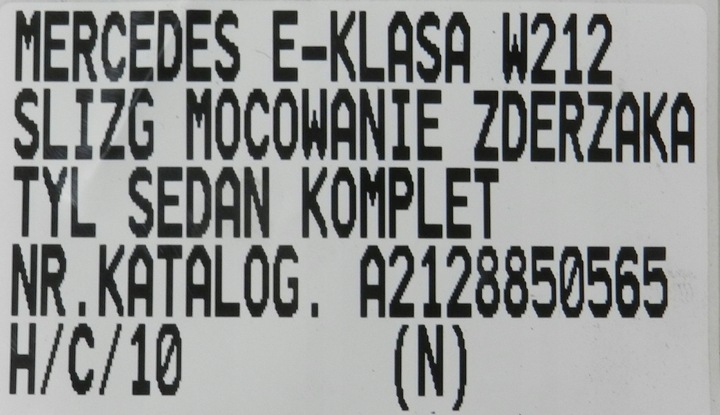 MERCEDES E-KLASA W212
SLIZG MOCOWANIE ZDERZAKA
TYL SEDAN KOMPLET
NR.KATALOG. A2128850565
H/C/10 (N)